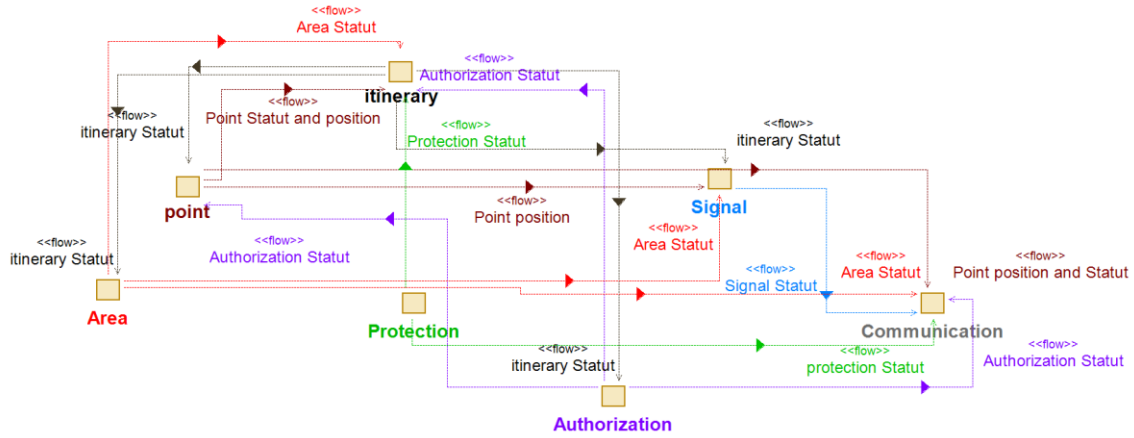 <<flow>>
Area Statut
<<flow>>
Authorization Statut
itinerary
<<flow>>
itinerary Statut
<<flow>>
Point Statut and position
<<flow>>
Protection Statut
<<flow>>
itinerary Statut
point
Signal
<<flow>>
Point position
<<flow>>
itinerary Statut
<<flow>>
Authorization Statut
<<flow>>
Area Statut
<<flow>>
Signal Statut
<<flow>>
Area Statut
<<flow>>
Point position and Statut
Area
Protection
Communication
<<flow>>
itinerary Statut
<<flow>>
protection Statut
<<flow>>
Authorization Statut
Authorization